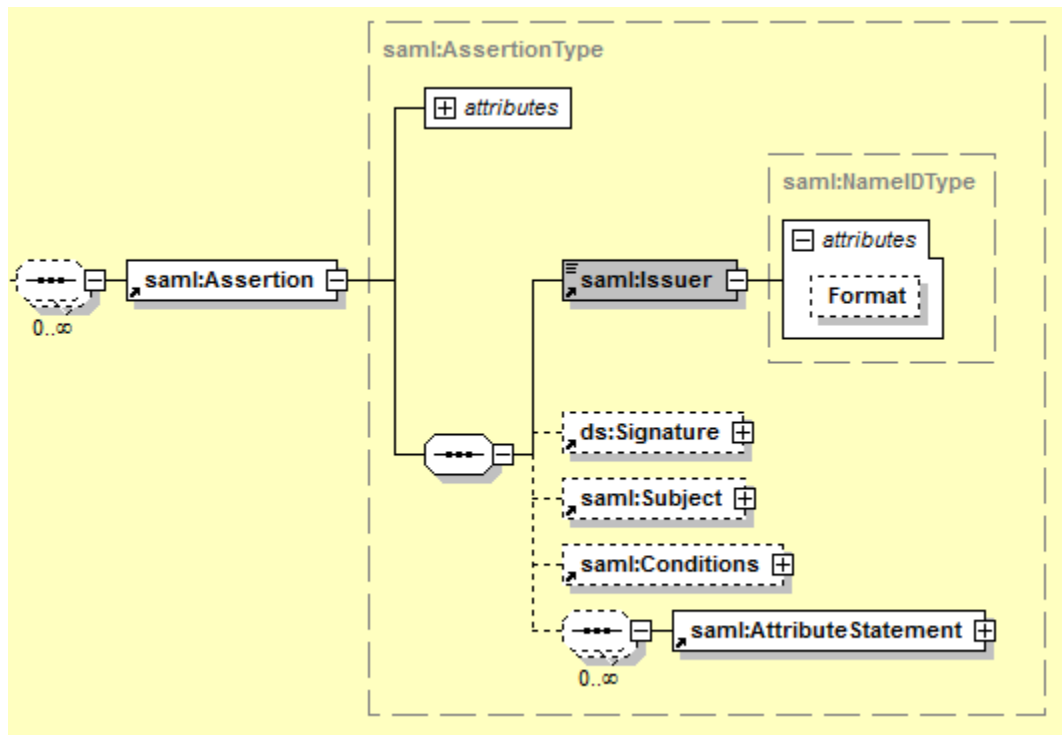 saml:AssertionType
attributes
saml:NameIDType
attributes
saml:Assertion
saml:Issuer
Format
0..∞
ds:Signature
saml:Subject
saml:Conditions
saml:AttributeStatement
0..∞